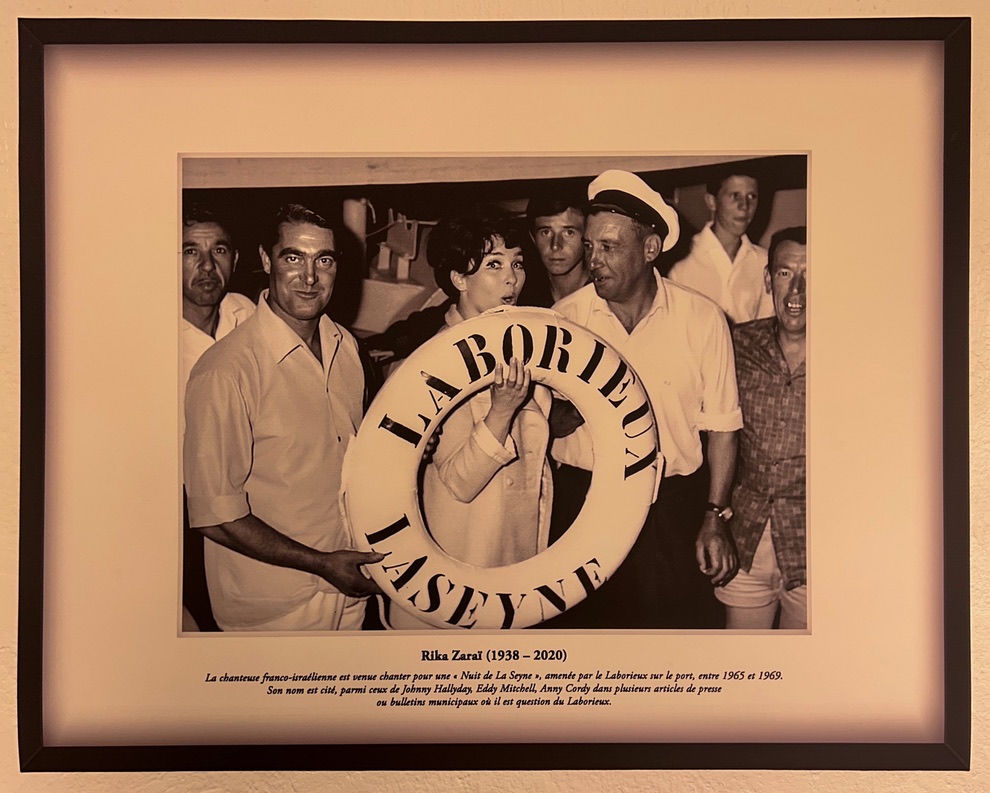 LABORIEUX
LA SEYNE
Rika Zaraï (1938 – 2020)
La chanteuse franco-israélienne est venue chanter pour une « Nuit de La Seyne », amenée par le Laborieux sur le port, entre 1965 et 1969.
Son nom est cité, parmi ceux de Johnny Hallyday, Eddy Mitchell, Anny Cordy dans plusieurs articles de presse
ou bulletins municipaux où il est question du Laborieux.